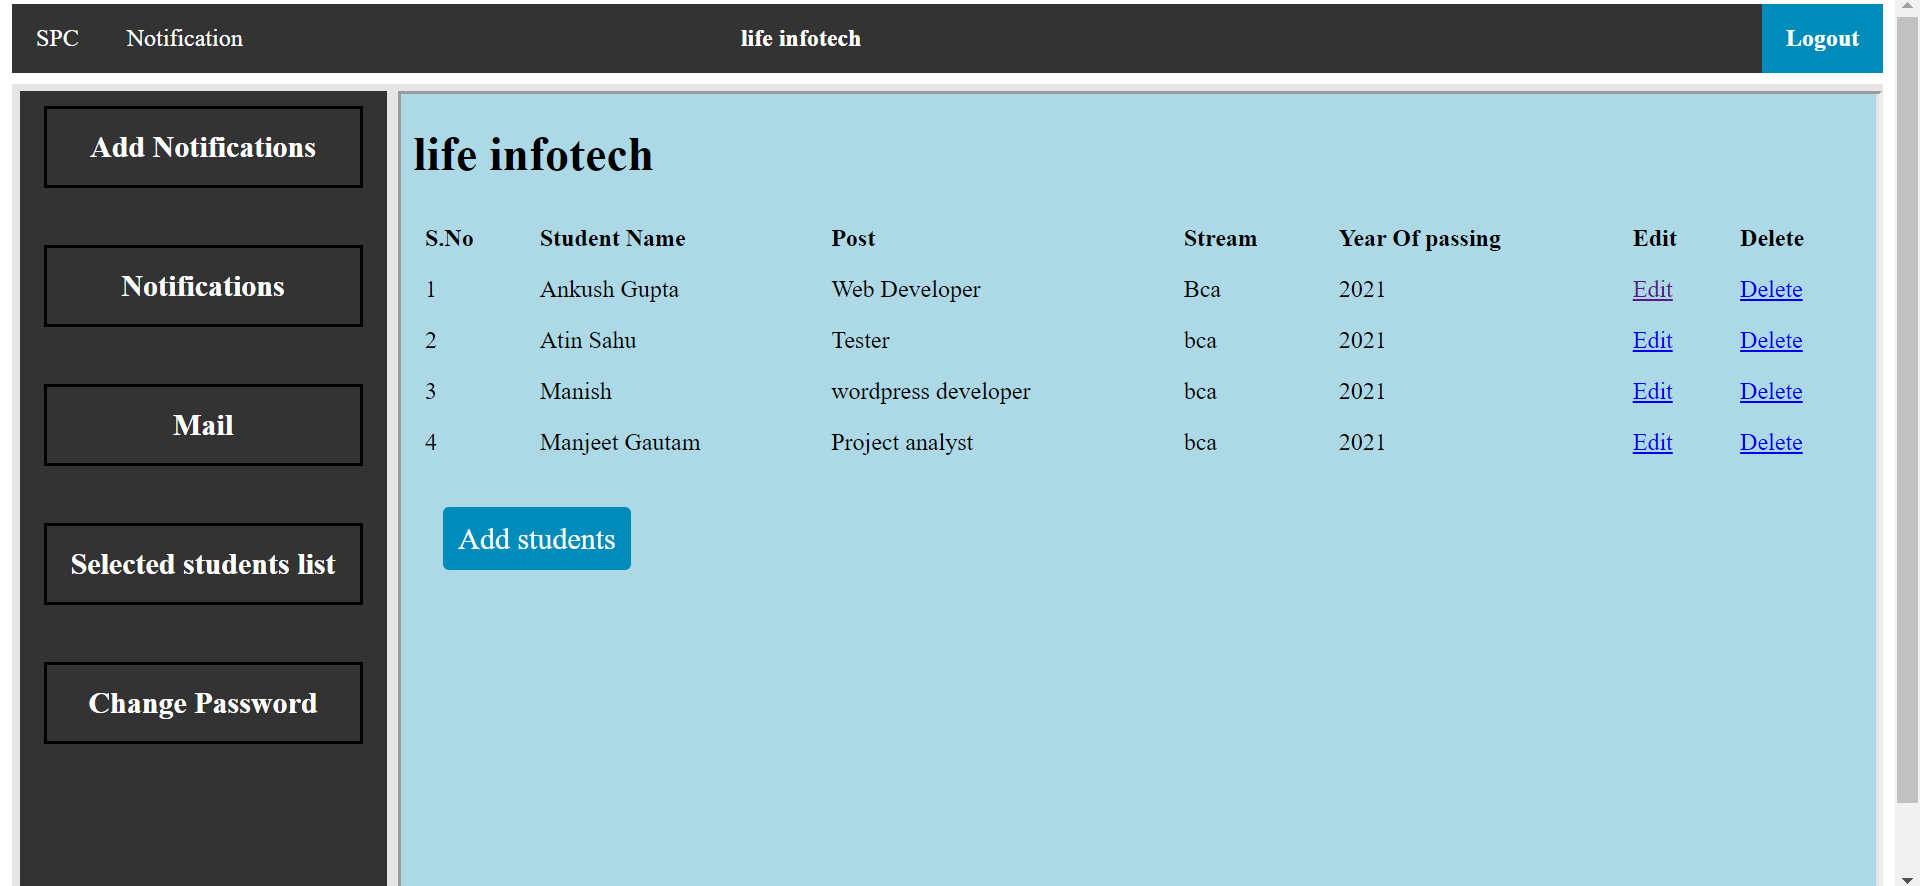 SPC Notification life infotech Logout
Add Notifications
Notifications
Mail
Selected students list
Change Password
life infotech
S.No Student Name Post Stream Year Of passing Edit Delete
1 Ankush Gupta Web Developer Bca 2021 Edit Delete
2 Atin Sahu Tester bca 2021 Edit Delete
3 Manish wordpress developer bca 2021 Edit Delete
4 Manjeet Gautam Project analyst bca 2021 Edit Delete
Add students